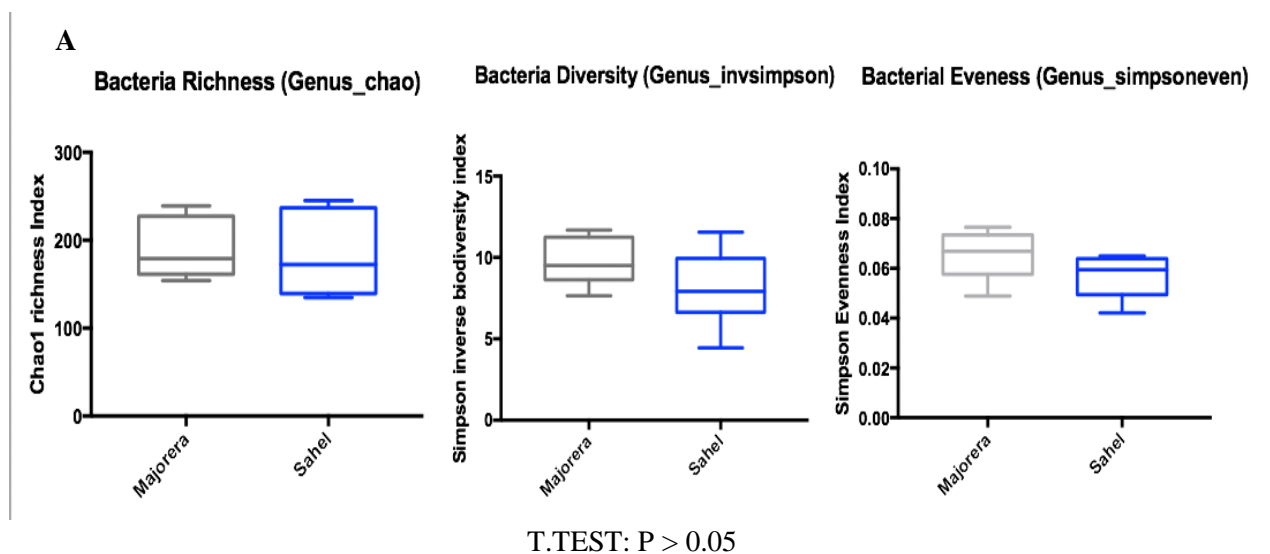 A
Bacteria Richness (Genus_chao)
Chao1 richness Index
300
200
100
0
Majorera
Sahel
Bacteria Diversity (Genus_invsimpson)
Simpson inverse biodiversity index
15
10
5
0
Majorera
Sahel
Bacterial Eveness (Genus_simpsoneven)
Simpson Evenness Index
0.10
0.08
0.06
0.04
0.02
0.00
Majorera
Sahel
T.TEST: P > 0.05